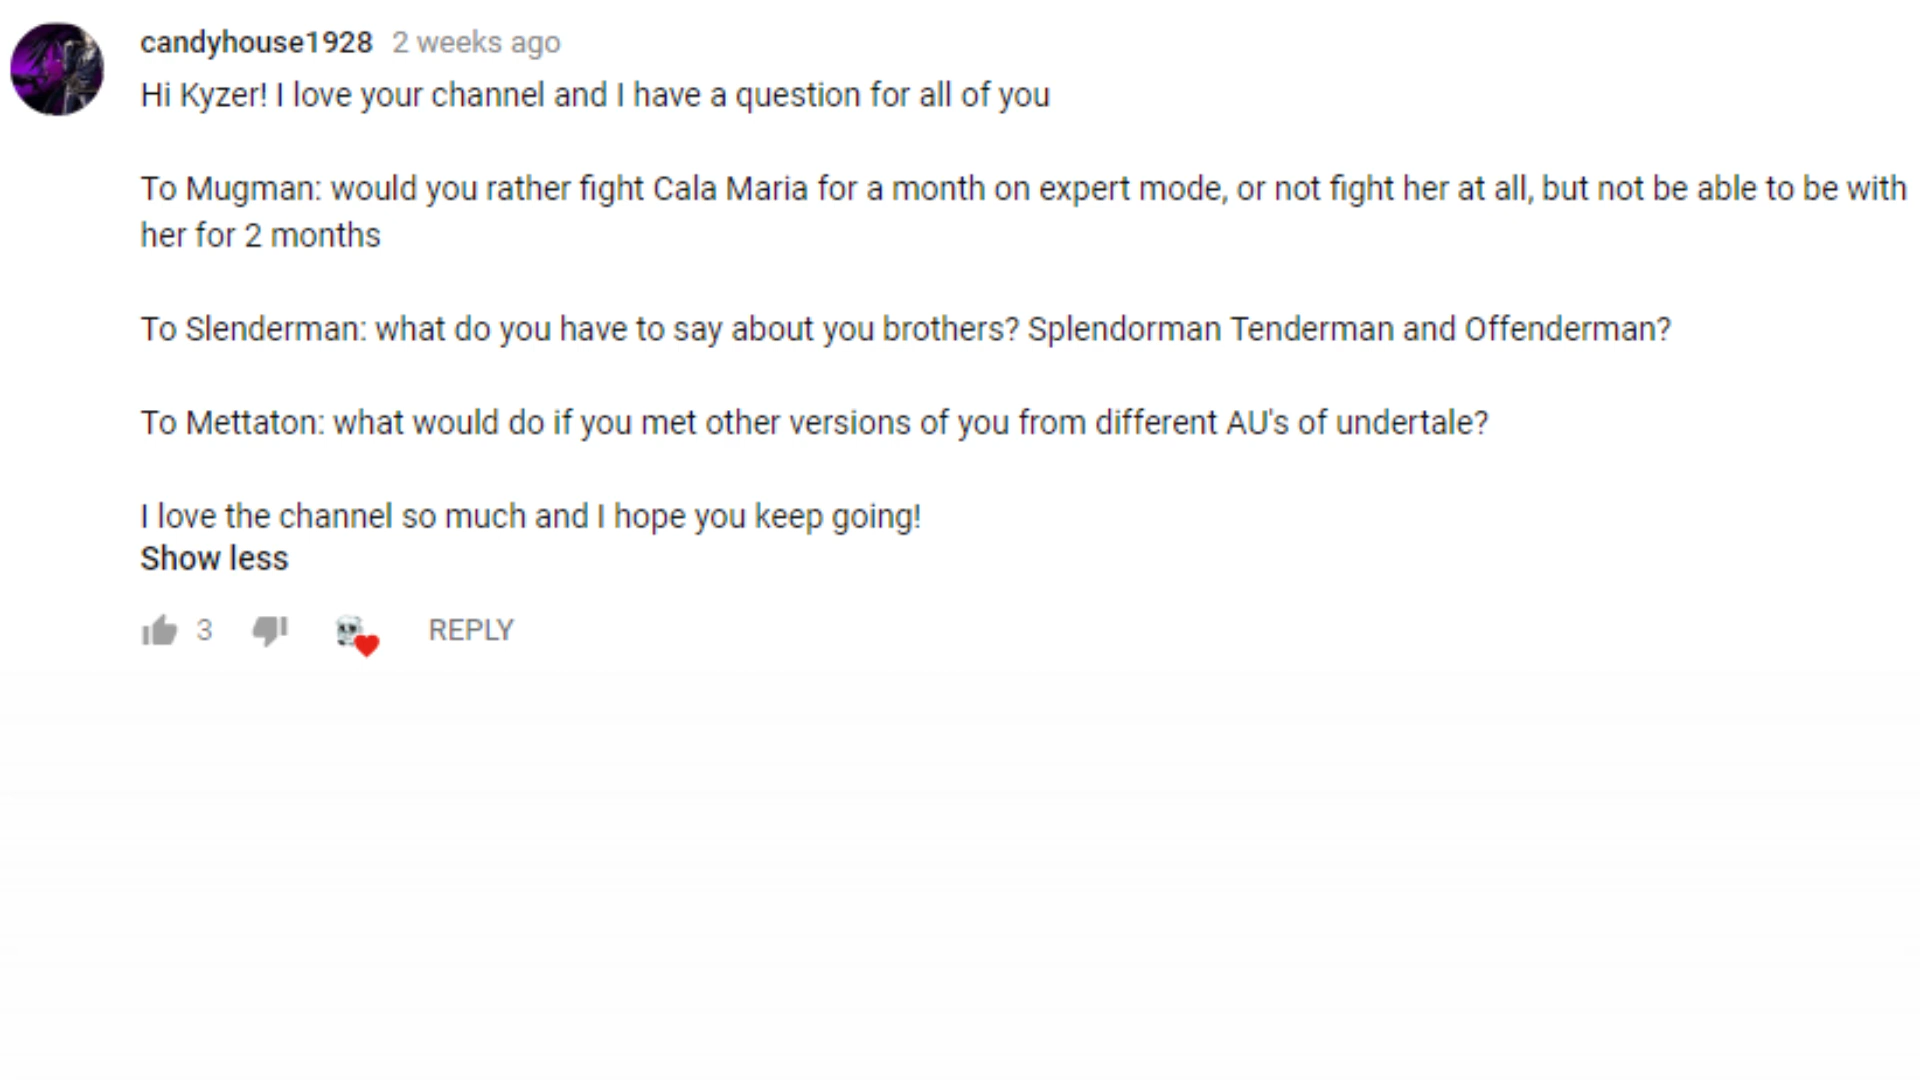 candyhouse1928 2 weeks ago
Hi Kyzer! I love your channel and I have a question for all of you
To Mugman: would you rather fight Cala Maria for a month on expert mode, or not fight her at all, but not be able to be with
her for 2 months
To Slenderman: what do you have to say about you brothers? Splendorman Tenderman and Offenderman?
To Mettaton: what would do if you met other versions of you from different AU's of undertale?
I love the channel so much and I hope you keep going!
Show less
3 REPLY